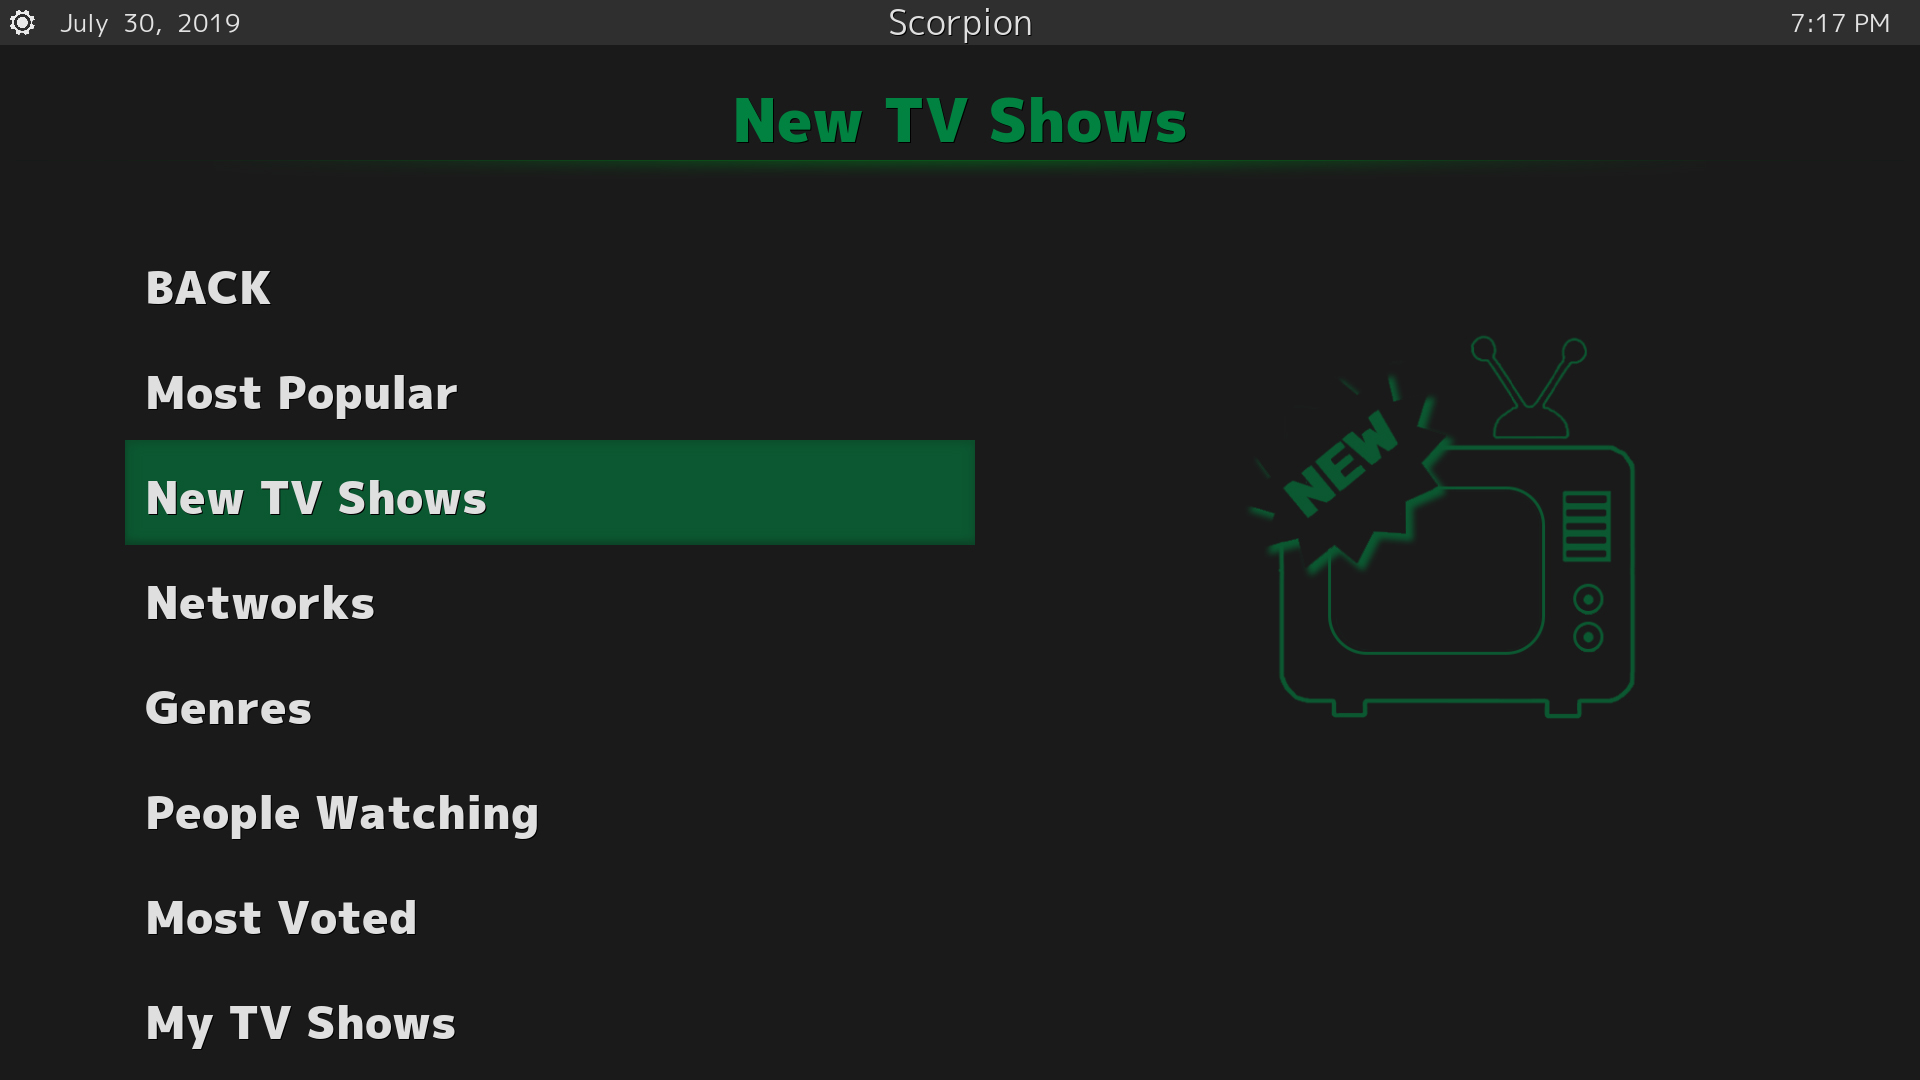 July 30, 2019
Scorpion
7:17 PM
New TV Shows
BACK
Most Popular
New TV Shows
Networks
Genres
People Watching
Most Voted
My TV Shows
NEW